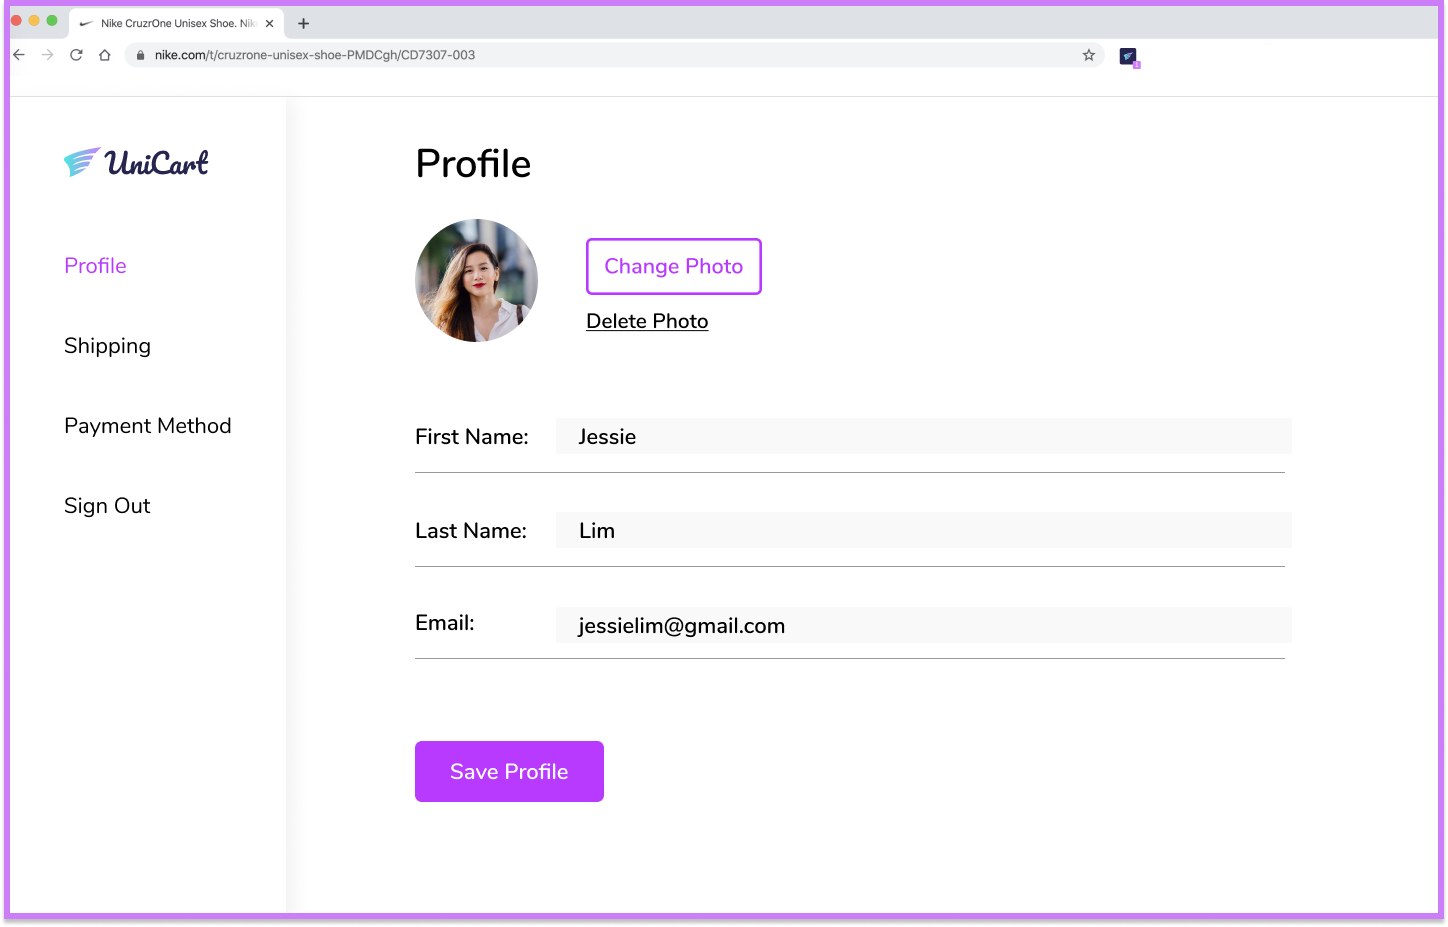 Nike CruzrOne Unisex Shoe. Nik
nike.com/t/cruzrone-unisex-shoe-PMDCgh/CD7307-003
1
UniCart
Profile
Shipping
Payment Method
Sign Out
Profile
Change Photo
Delete Photo
First Name: Jessie
Last Name: Lim
Email: jessielim@gmail.com
Save Profile